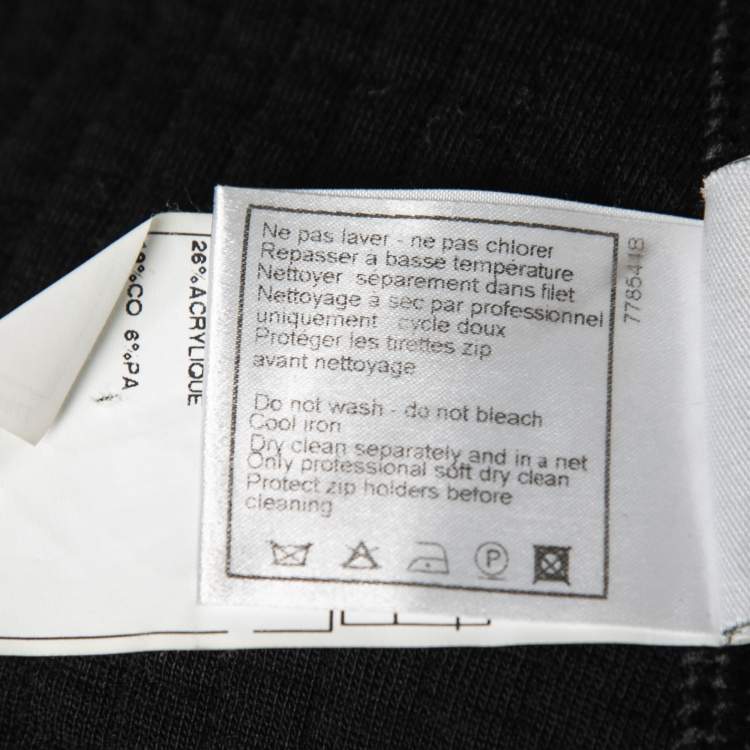 Ne pas laver - ne pas chlorer
Repasser à basse température
Nettoyer séparement dans filet
Nettoyage à sec par professionnel
uniquement cycle doux
Protéger les tirettes zip
avant nettoyage
Do not wash - do not bleach
Cool iron
Dry clean separately and in a net
Only professional soft dry clean
Protect zip holders before
cleaning
P
7785441B
26% ACRYLIQUE
%CO 6%PA